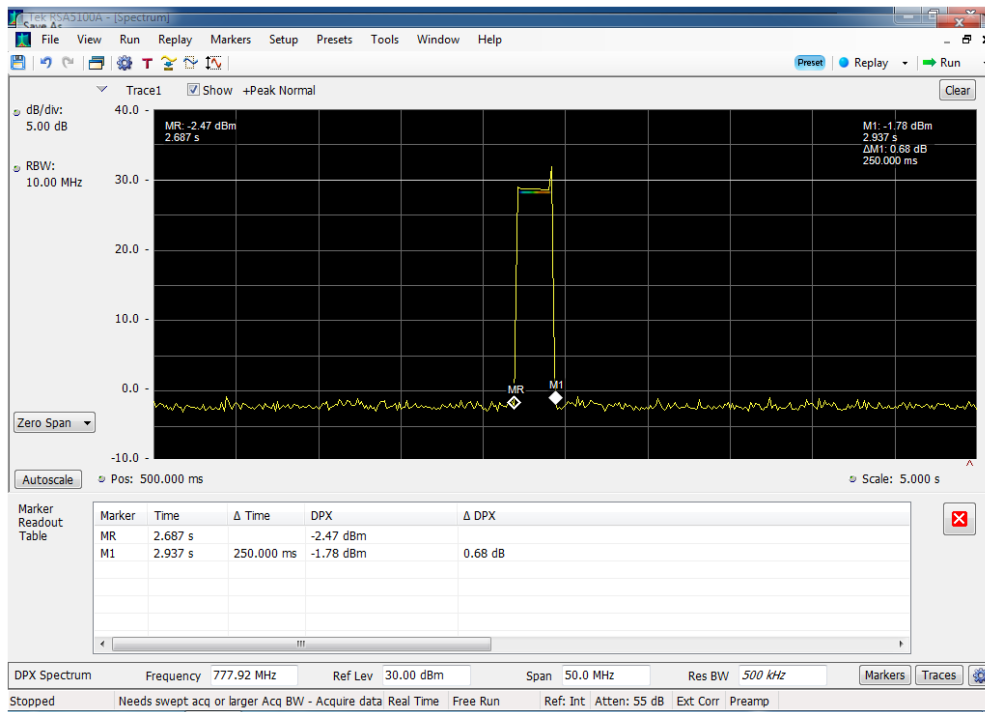 Tek RSA5100A - [Spectrum]
Save As
File View Run Replay Markers Setup Presets Tools Window Help
T Preset Replay Run
Trace1 Show +Peak Normal Clear
dB/div:
5.00 dB
RBW:
10.00 MHz
40.0 -
30.0 -
20.0 -
10.0 -
0.0 -
-10.0 -
MR: -2.47 dBm
2.687 s
M1: -1.78 dBm
2.937 s
ΔM1: 0.68 dB
250.000 ms
MR M1
Zero Span
Autoscale Pos: 500.000 ms Scale: 5.000 s
Marker
Readout
Table
Marker Time Δ Time DPX Δ DPX
MR 2.687 s -2.47 dBm
M1 2.937 s 250.000 ms -1.78 dBm 0.68 dB
DPX Spectrum Frequency 777.92 MHz Ref Lev 30.00 dBm Span 50.0 MHz Res BW 500 kHz Markers Traces
Stopped Needs swept acq or larger Acq BW - Acquire data Real Time Free Run Ref: Int Atten: 55 dB Ext Corr Preamp